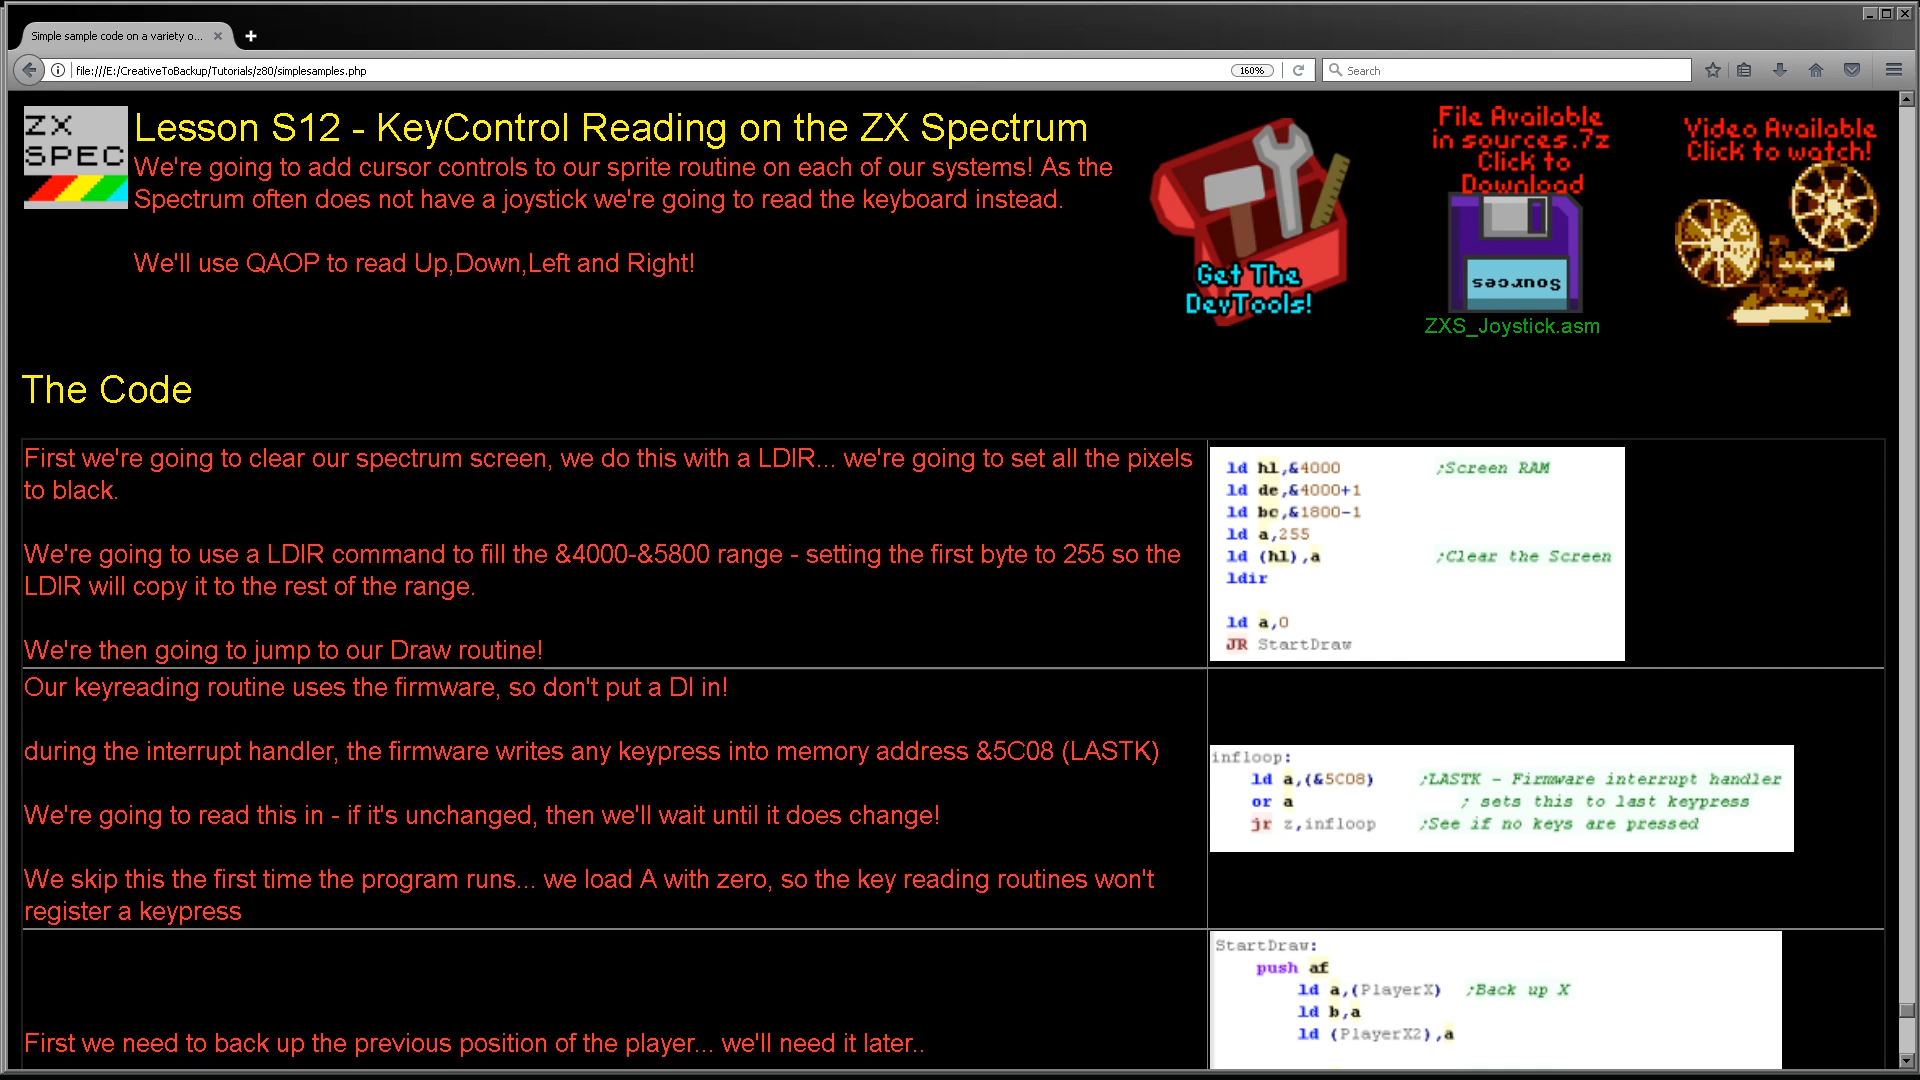 Simple sample code on a variety o...
file:///E:/CreativeToBackup/Tutorials/z80/simplesamples.php
160%
Search
ZX
SPEC
Lesson S12 - KeyControl Reading on the ZX Spectrum
We're going to add cursor controls to our sprite routine on each of our systems! As the
Spectrum often does not have a joystick we're going to read the keyboard instead.
We'll use QAOP to read Up,Down,Left and Right!
Get The
DevTools!
File Available
in sources.7z
Click to
Download
Sources
ZXS_Joystick.asm
Video Available
Click to watch!
The Code
First we're going to clear our spectrum screen, we do this with a LDIR... we're going to set all the pixels
to black.
We're going to use a LDIR command to fill the &4000-&5800 range - setting the first byte to 255 so the
LDIR will copy it to the rest of the range.
We're then going to jump to our Draw routine!
ld hl,&4000 ;Screen RAM
ld de,&4000+1
ld bc,&1800-1
ld a,255
ld (hl),a ;Clear the Screen
ldir
ld a,0
JR StartDraw
Our keyreading routine uses the firmware, so don't put a DI in!
during the interrupt handler, the firmware writes any keypress into memory address &5C08 (LASTK)
We're going to read this in - if it's unchanged, then we'll wait until it does change!
We skip this the first time the program runs... we load A with zero, so the key reading routines won't
register a keypress
infloop:
ld a,(&5C08) ;LASTK - Firmware interrupt handler
or a ; sets this to last keypress
jr z,infloop ;See if no keys are pressed
First we need to back up the previous position of the player... we'll need it later..
StartDraw:
push af
ld a,(PlayerX) ;Back up X
ld b,a
ld (PlayerX2),a